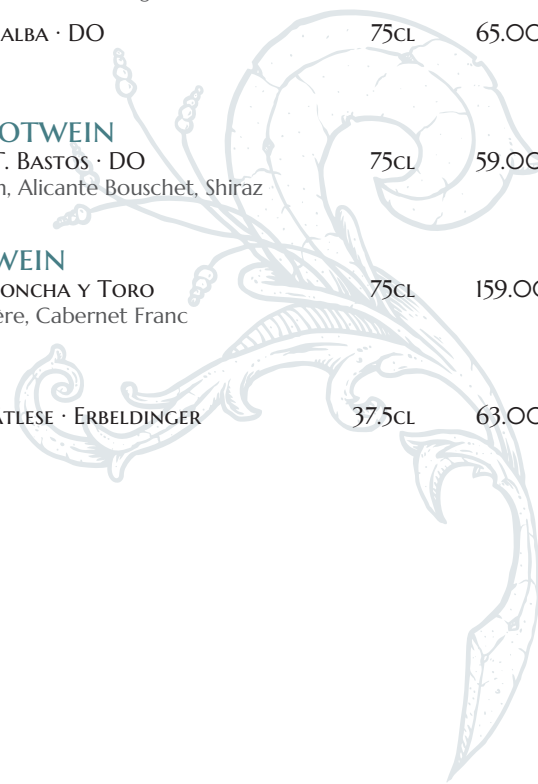 ALBA · DO 75CL 65.00
OTWEIN
T. BASTOS · DO 75CL 59.00
n, Alicante Bouschet, Shiraz
WEIN
ONCHA Y TORO 75CL 159.00
ère, Cabernet Franc
ATLESE · ERBELDINGER 37.5CL 63.00